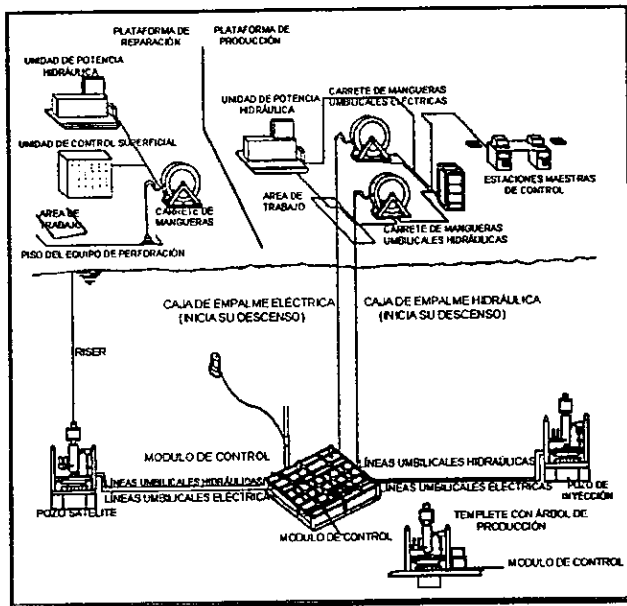 PLATAFORMA DE
REPARACIÓN
PLATAFORMA DE
PRODUCCIÓN
UNIDAD DE POTENCIA
HIDRÁULICA
UNIDAD DE CONTROL SUPERFICIAL
AREA DE
TRABAJO
CARRETE DE
MANGUERAS
PISO DEL EQUIPO DE PERFORACIÓN
UNIDAD DE POTENCIA
HIDRÁULICA
CARRETE DE MANGUERAS
UMBILICALES ELÉCTRICAS
AREA DE
TRABAJO
ESTACIONES MAESTRAS
DE CONTROL
CARRETE DE MANGUERAS
UMBILICALES HIDRÁULICAS
CAJA DE EMPALME ELÉCTRICA
(INICIA SU DESCENSO)
CAJA DE EMPALME HIDRÁULICA
(INICIA SU DESCENSO)
RISER
MODULO DE CONTROL
LÍNEAS UMBILICALES HIDRÁULICAS
LÍNEAS UMBILICALES ELÉCTRICA
POZO SATELITE
LÍNEAS UMBILICALES HIDRÁULICAS
LÍNEAS UMBILICALES ELÉCTRICAS
POZO DE
INYECCIÓN
MODULO DE CONTROL
TEMPLETE CON ÁRBOL DE
PRODUCCIÓN
MODULO DE CONTROL